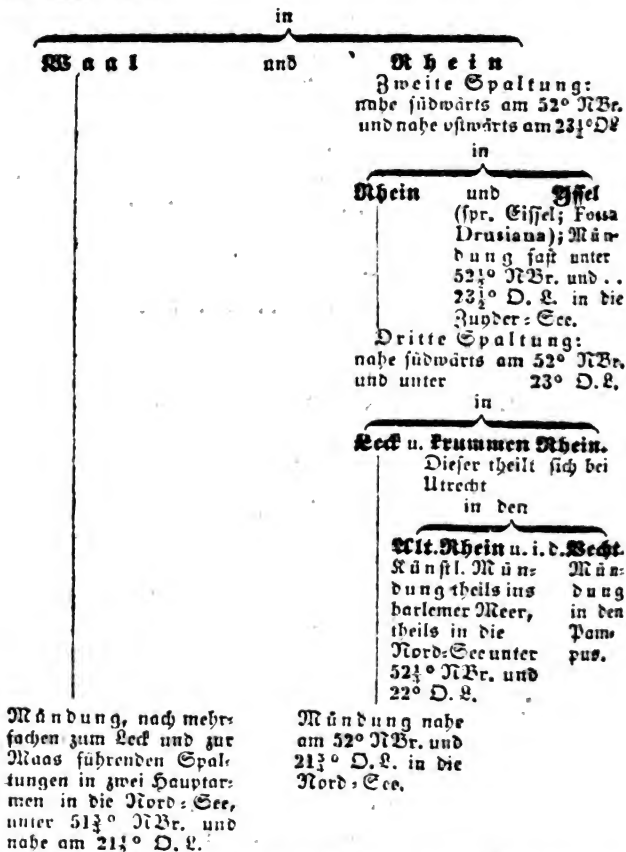 in
Waal und Rhein
Zweite Spaltung:
nahe südwärts am 52° NBr.
und nahe ostwärts am 23½° OL
in
Rhein und Yssel
(spr. Eissel; Fossa
Drusiana); Mün-
dung fast unter
52½° NBr. und ..
23½° O. L. in die
Zuyder-See.
Dritte Spaltung:
nahe südwärts am 52° NBr.
und unter 23° O.L.
in
Leck u. krummen Rhein.
Dieser theilt sich bei
Utrecht
in den
Alt.Rhein u. i. d. Vecht.
Künstl. Mün-
dung theils ins
harlemer Meer,
theils in die
Nord-See unter
52¼° NBr. und
22° O. L.
Mün-
dung
in den
Pam-
pus.
Mündung, nach mehr-
fachen zum Leck und zur
Maas führenden Spal-
tungen in zwei Hauptar-
men in die Nord-See,
unter 51¾° NBr. und
nahe am O. L.
Mündung nahe
am 52° NBr. und
21¾° O. L. in die
Nord-See.